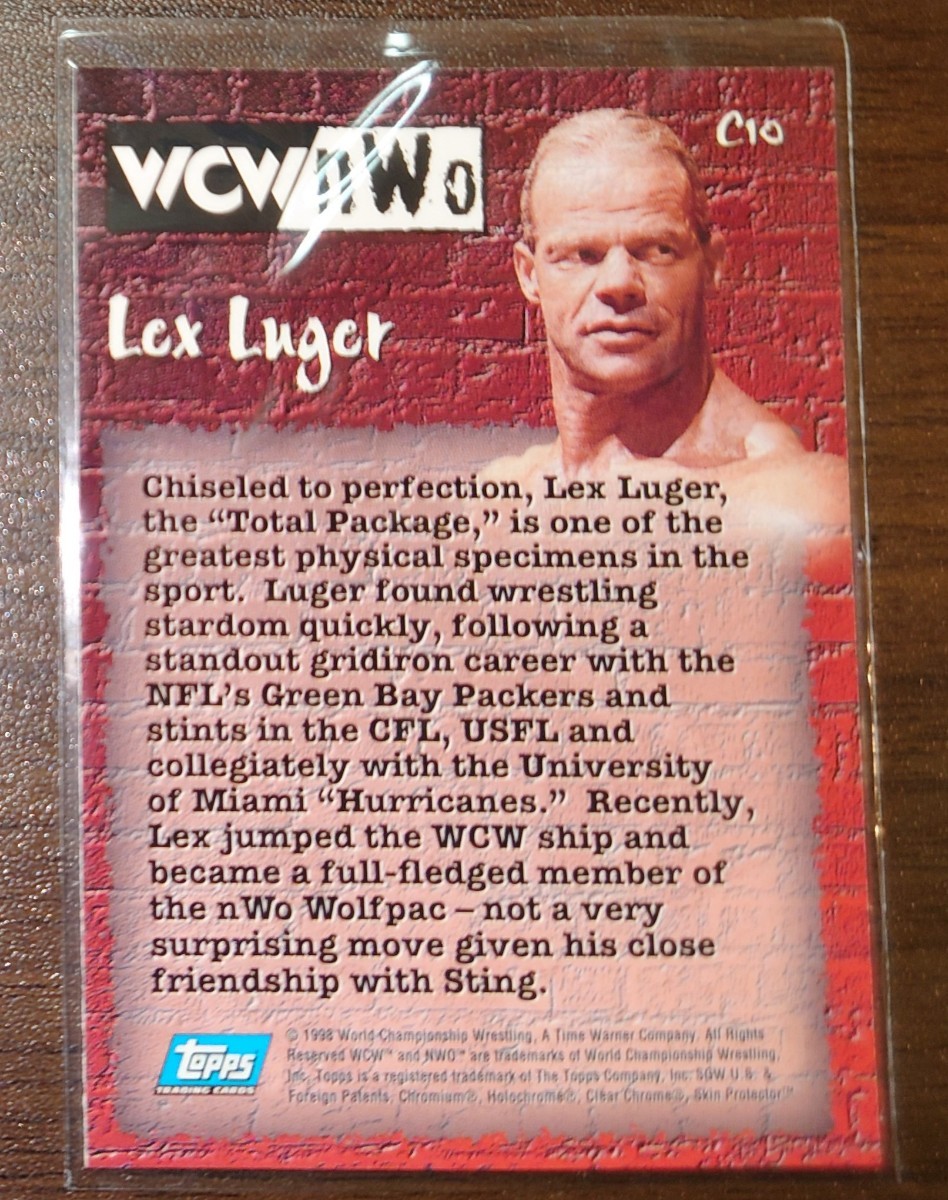 C10
WCW/nWo
Lex Luger
Chiseled to perfection, Lex Luger,
the “Total Package,” is one of the
greatest physical specimens in the
sport. Luger found wrestling
stardom quickly, following a
standout gridiron career with the
NFL’s Green Bay Packers and
stints in the CFL, USFL and
collegiately with the University
of Miami “Hurricanes.” Recently,
Lex jumped the WCW ship and
became a full-fledged member of
the nWo Wolfpac – not a very
surprising move given his close
friendship with Sting.
topps
TRADING CARDS
© 1998 World Championship Wrestling, A Time Warner Company. All Rights
Reserved WCW™ and NWO™ are trademarks of World Championship Wrestling,
Inc. Topps is a registered trademark of The Topps Company, Inc. SGW U.S. &
Foreign Patents, Chromium®, Holochrome®, Clear Chrome®, Skin Protector™